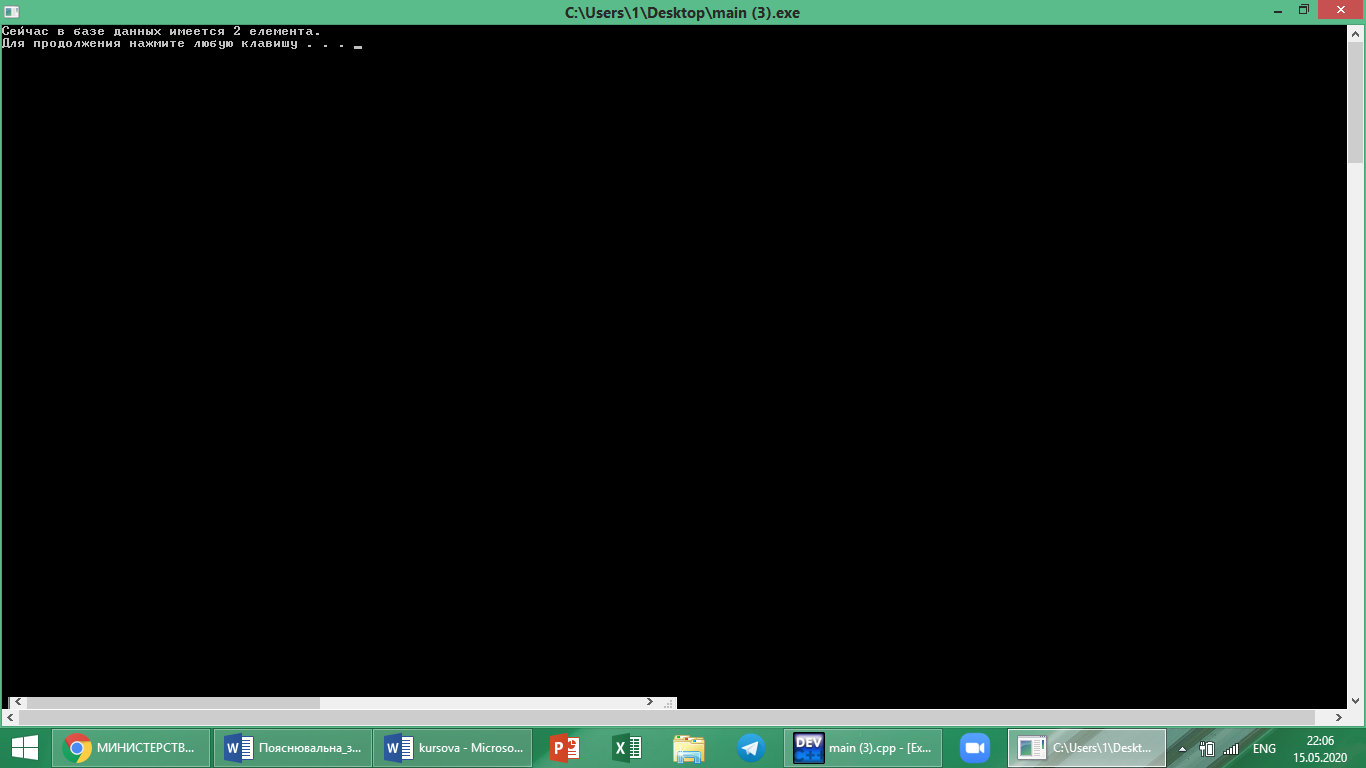 C:\Users\1\Desktop\main (3).exe
Сейчас в базе данных имеется 2 елемента.
Для продолжения нажмите любую клавишу . . .
МИНИСТЕРСТВ...
Пояснювальна_з...
kursova - Microso...
DEV C++
main (3).cpp - [Ex...
C:\Users\1\Deskt...
ENG
22:06
15.05.2020